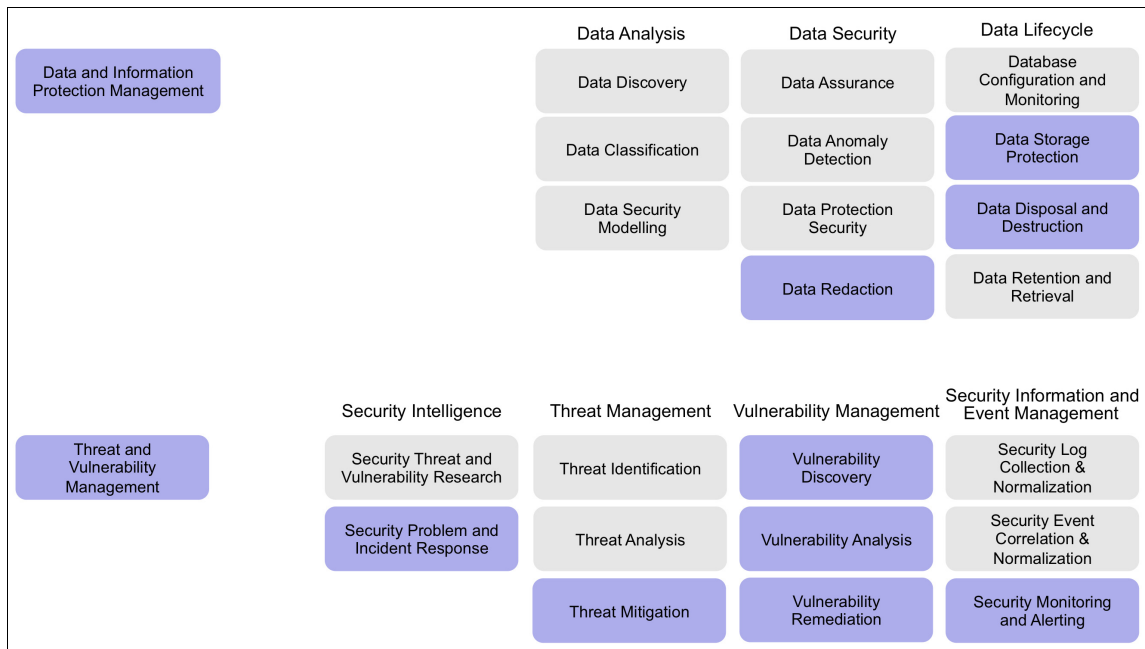 Data Analysis
Data Security
Data Lifecycle
Data and Information
Protection Management
Data Discovery
Data Assurance
Database
Configuration and
Monitoring
Data Classification
Data Anomaly
Detection
Data Storage
Protection
Data Security
Modelling
Data Protection
Security
Data Disposal and
Destruction
Data Redaction
Data Retention and
Retrieval
Security Intelligence
Threat Management
Vulnerability Management
Security Information and
Event Management
Threat and
Vulnerability
Management
Security Threat and
Vulnerability Research
Threat Identification
Vulnerability
Discovery
Security Log
Collection &
Normalization
Security Problem and
Incident Response
Threat Analysis
Vulnerability Analysis
Security Event
Correlation &
Normalization
Threat Mitigation
Vulnerability
Remediation
Security Monitoring
and Alerting